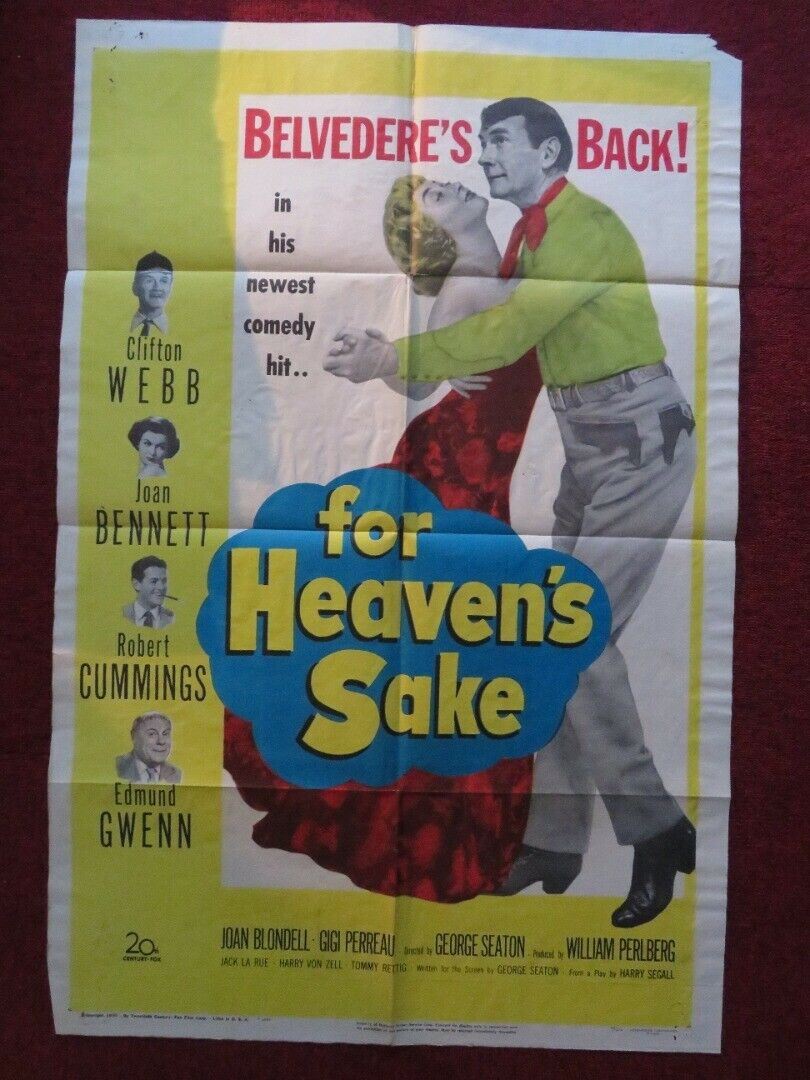 BELVEDERE'S BACK!
in
his
newest
comedy
hit..
Clifton
WEBB
Joan
BENNETT
Robert
CUMMINGS
Edmund
GWENN
for
Heaven's
Sake
20th
CENTURY-FOX
JOAN BLONDELL · GIGI PERREAU Directed by GEORGE SEATON · Produced by WILLIAM PERLBERG
JACK LA RUE · HARRY VON ZELL · TOMMY RETTIG · Written for the Screen by GEORGE SEATON · From a Play by HARRY SEGALL